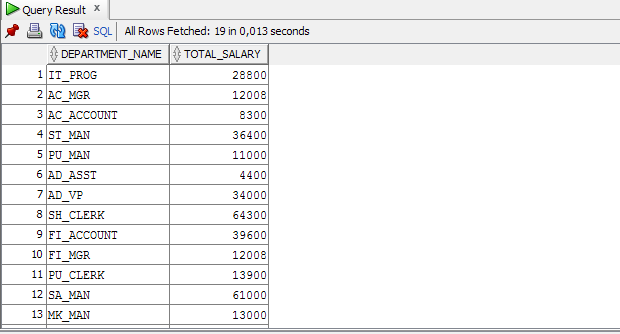 Query Result x
SQL All Rows Fetched: 19 in 0,013 seconds
DEPARTMENT_NAME TOTAL_SALARY
1 IT_PROG 28800
2 AC_MGR 12008
3 AC_ACCOUNT 8300
4 ST_MAN 36400
5 PU_MAN 11000
6 AD_ASST 4400
7 AD_VP 34000
8 SH_CLERK 64300
9 FI_ACCOUNT 39600
10 FI_MGR 12008
11 PU_CLERK 13900
12 SA_MAN 61000
13 MK_MAN 13000